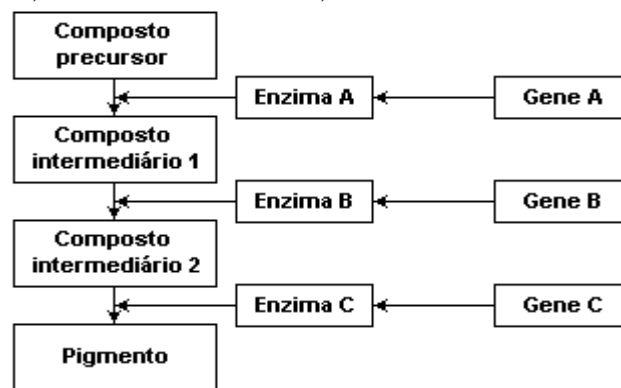 Composto
precursor
Enzima A
Gene A
Composto
intermediário 1
Enzima B
Gene B
Composto
intermediário 2
Enzima C
Gene C
Pigmento